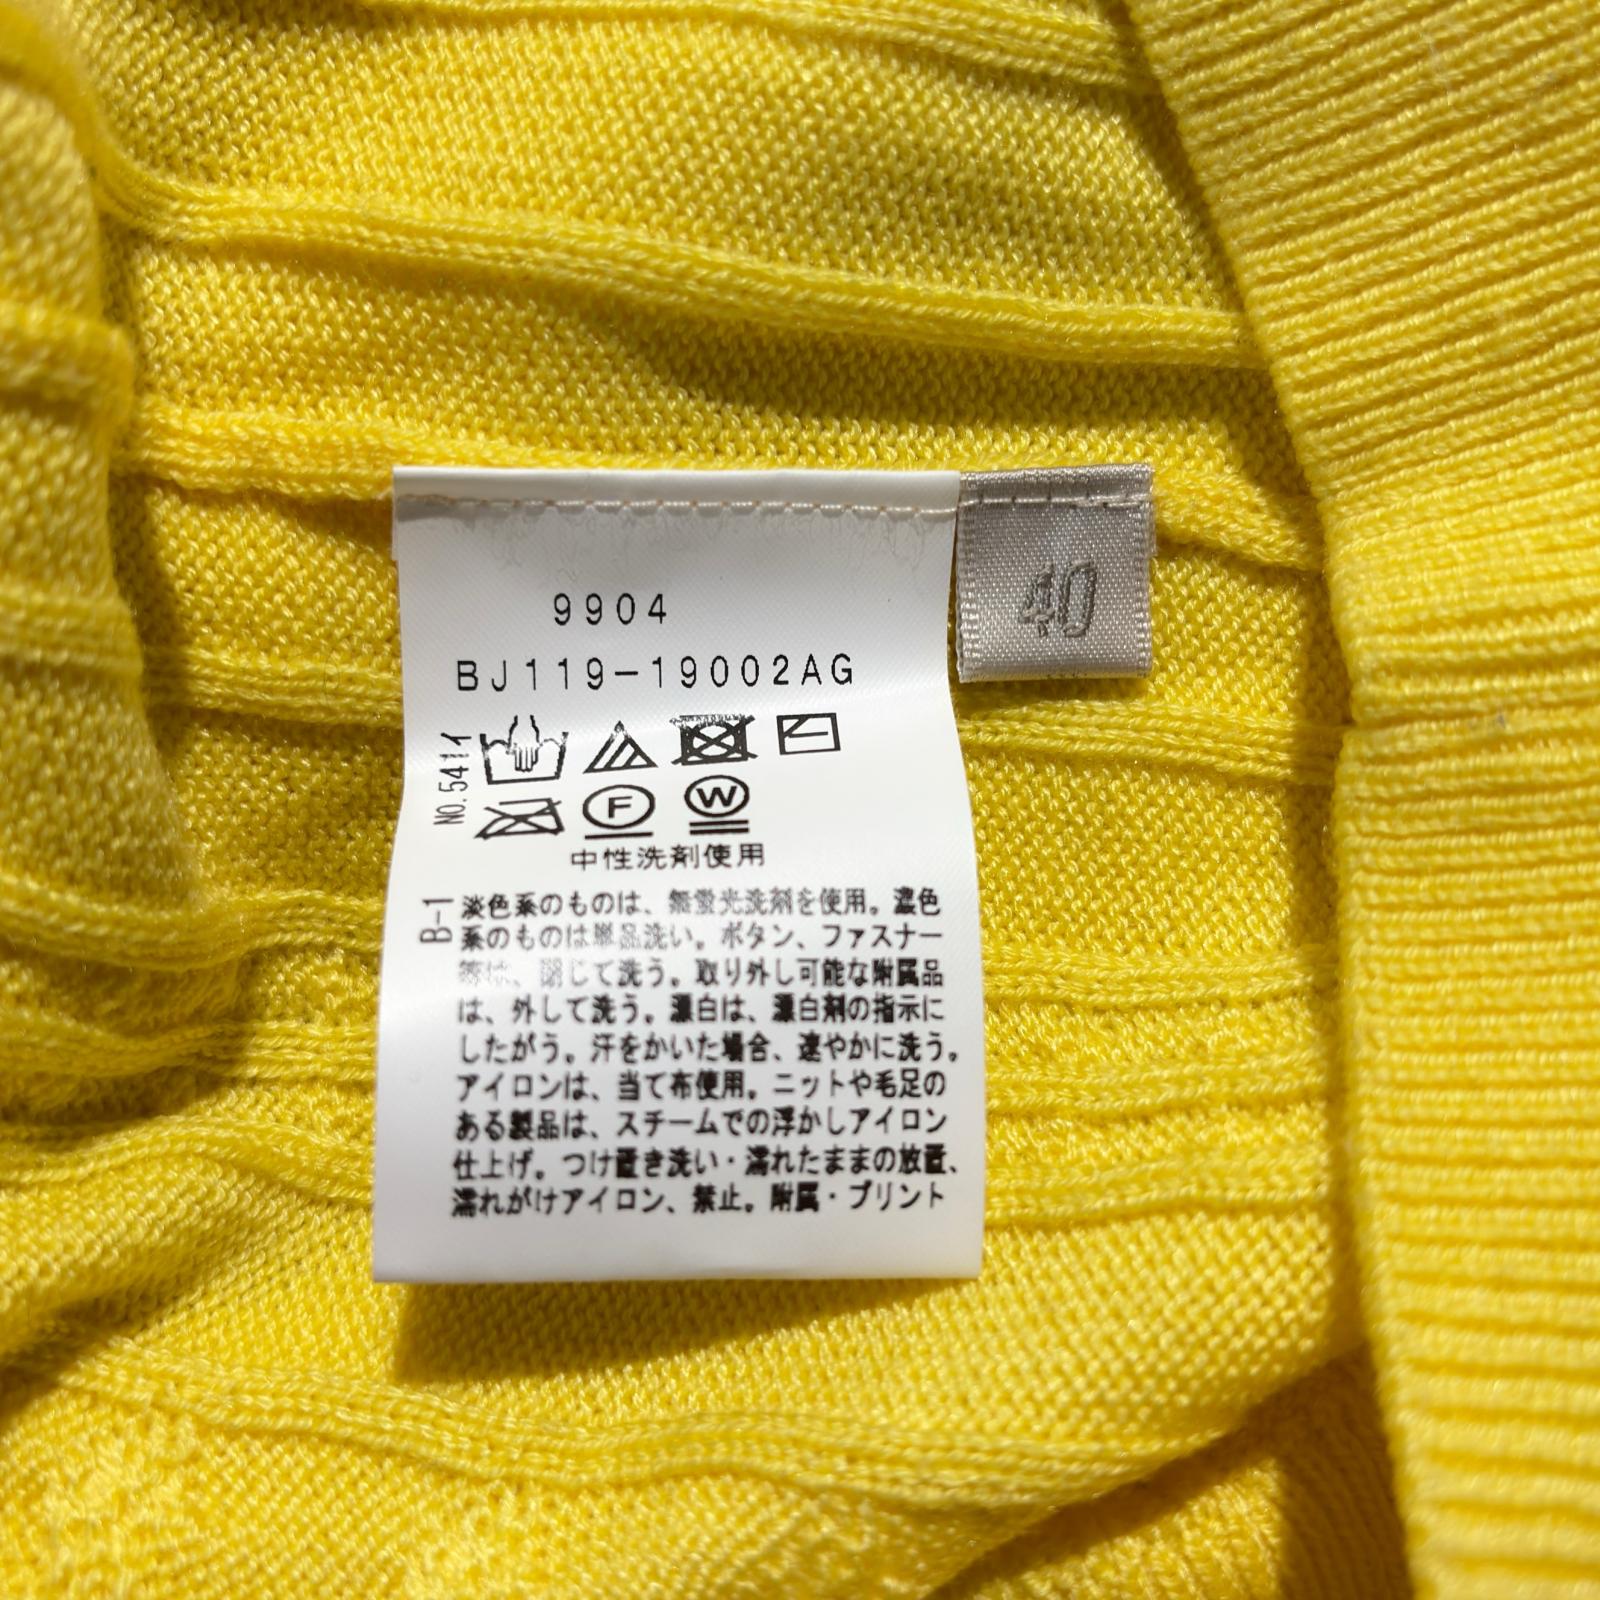 9904
40
BJ119-19002AG
NO.541イ
F
W
中性洗剤使用
B-1
淡色系のものは、無蛍光洗剤を使用。濃色
系のものは単品洗い。ボタン、ファスナー
等は、閉じて洗う。取り外し可能な附属品
は、外して洗う。漂白は、漂白剤の指示に
したがう。汗をかいた場合、速やかに洗う。
アイロンは、当て布使用。ニットや毛足の
ある製品は、スチームでの浮かしアイロン
仕上げ。つけ置き洗い・濡れたままの放置、
濡れがけアイロン、禁止。附属・プリント